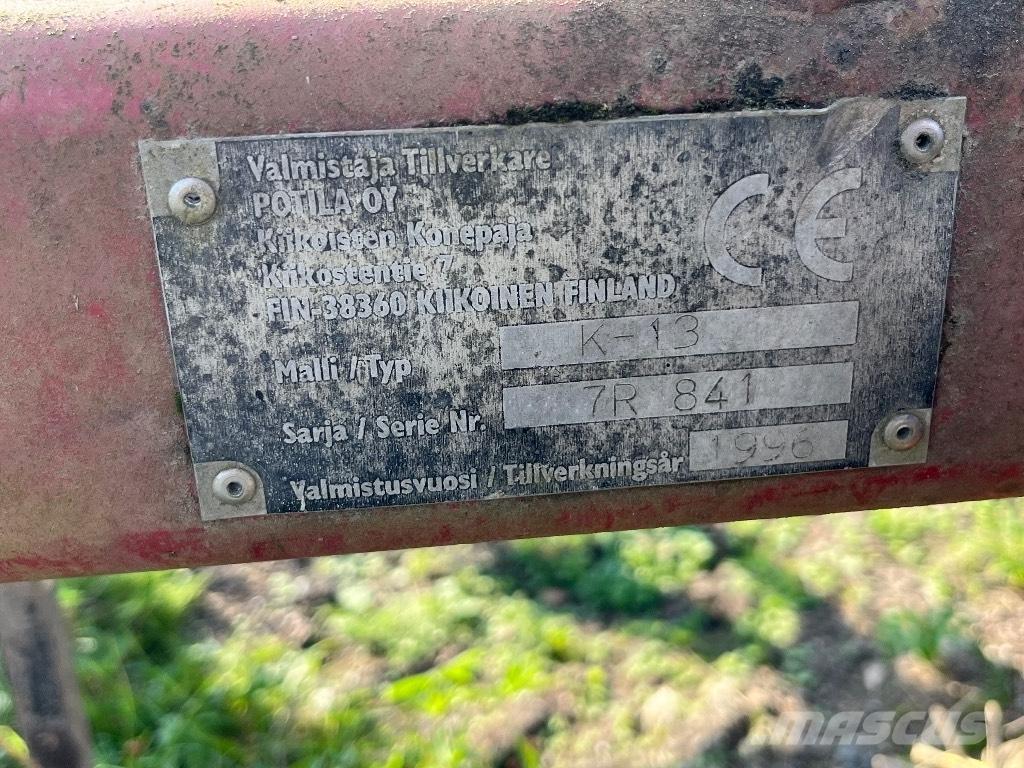 Valmistaja Tillverkare
POTILA OY
Kiikoisten Konepaja
Kiikostentie 7
FIN-38360 KIIKOINEN FINLAND
CE
Malli / Typ K-13
Sarja / Serie Nr. 7R 841
Valmistusvuosi / Tillverkningsår 1996
MASCUS